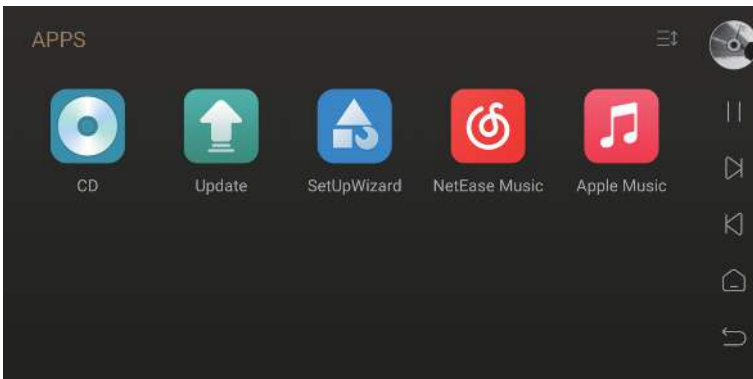 APPS
CD
Update
SetUpWizard
NetEase Music
Apple Music